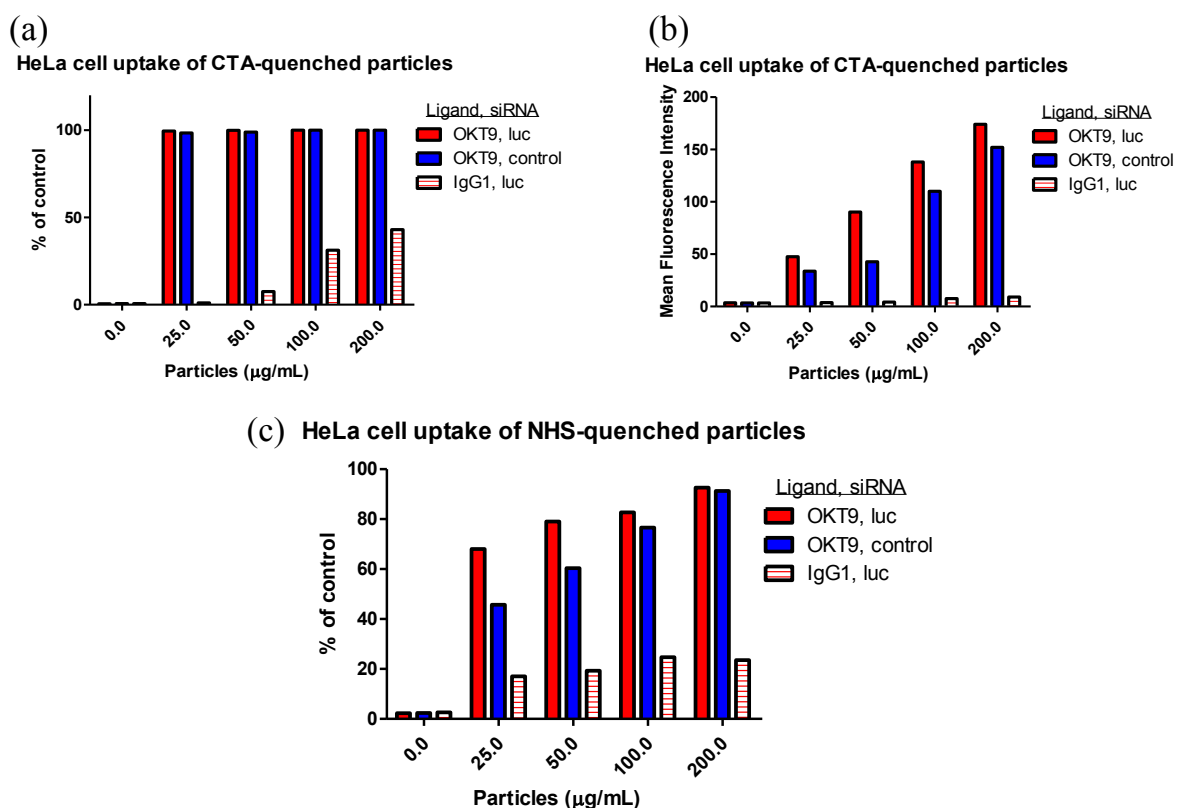 (a)
HeLa cell uptake of CTA-quenched particles
% of control
100
50
0
0.0
25.0
50.0
100.0
200.0
Particles (µg/mL)
Ligand, siRNA
OKT9, luc
OKT9, control
IgG1, luc
(b)
HeLa cell uptake of CTA-quenched particles
Mean Fluorescence Intensity
200
150
100
50
0
0.0
25.0
50.0
100.0
200.0
Particles (µg/mL)
Ligand, siRNA
OKT9, luc
OKT9, control
IgG1, luc
(c) HeLa cell uptake of NHS-quenched particles
% of control
100
80
60
40
20
0
0.0
25.0
50.0
100.0
200.0
Particles (µg/mL)
Ligand, siRNA
OKT9, luc
OKT9, control
IgG1, luc